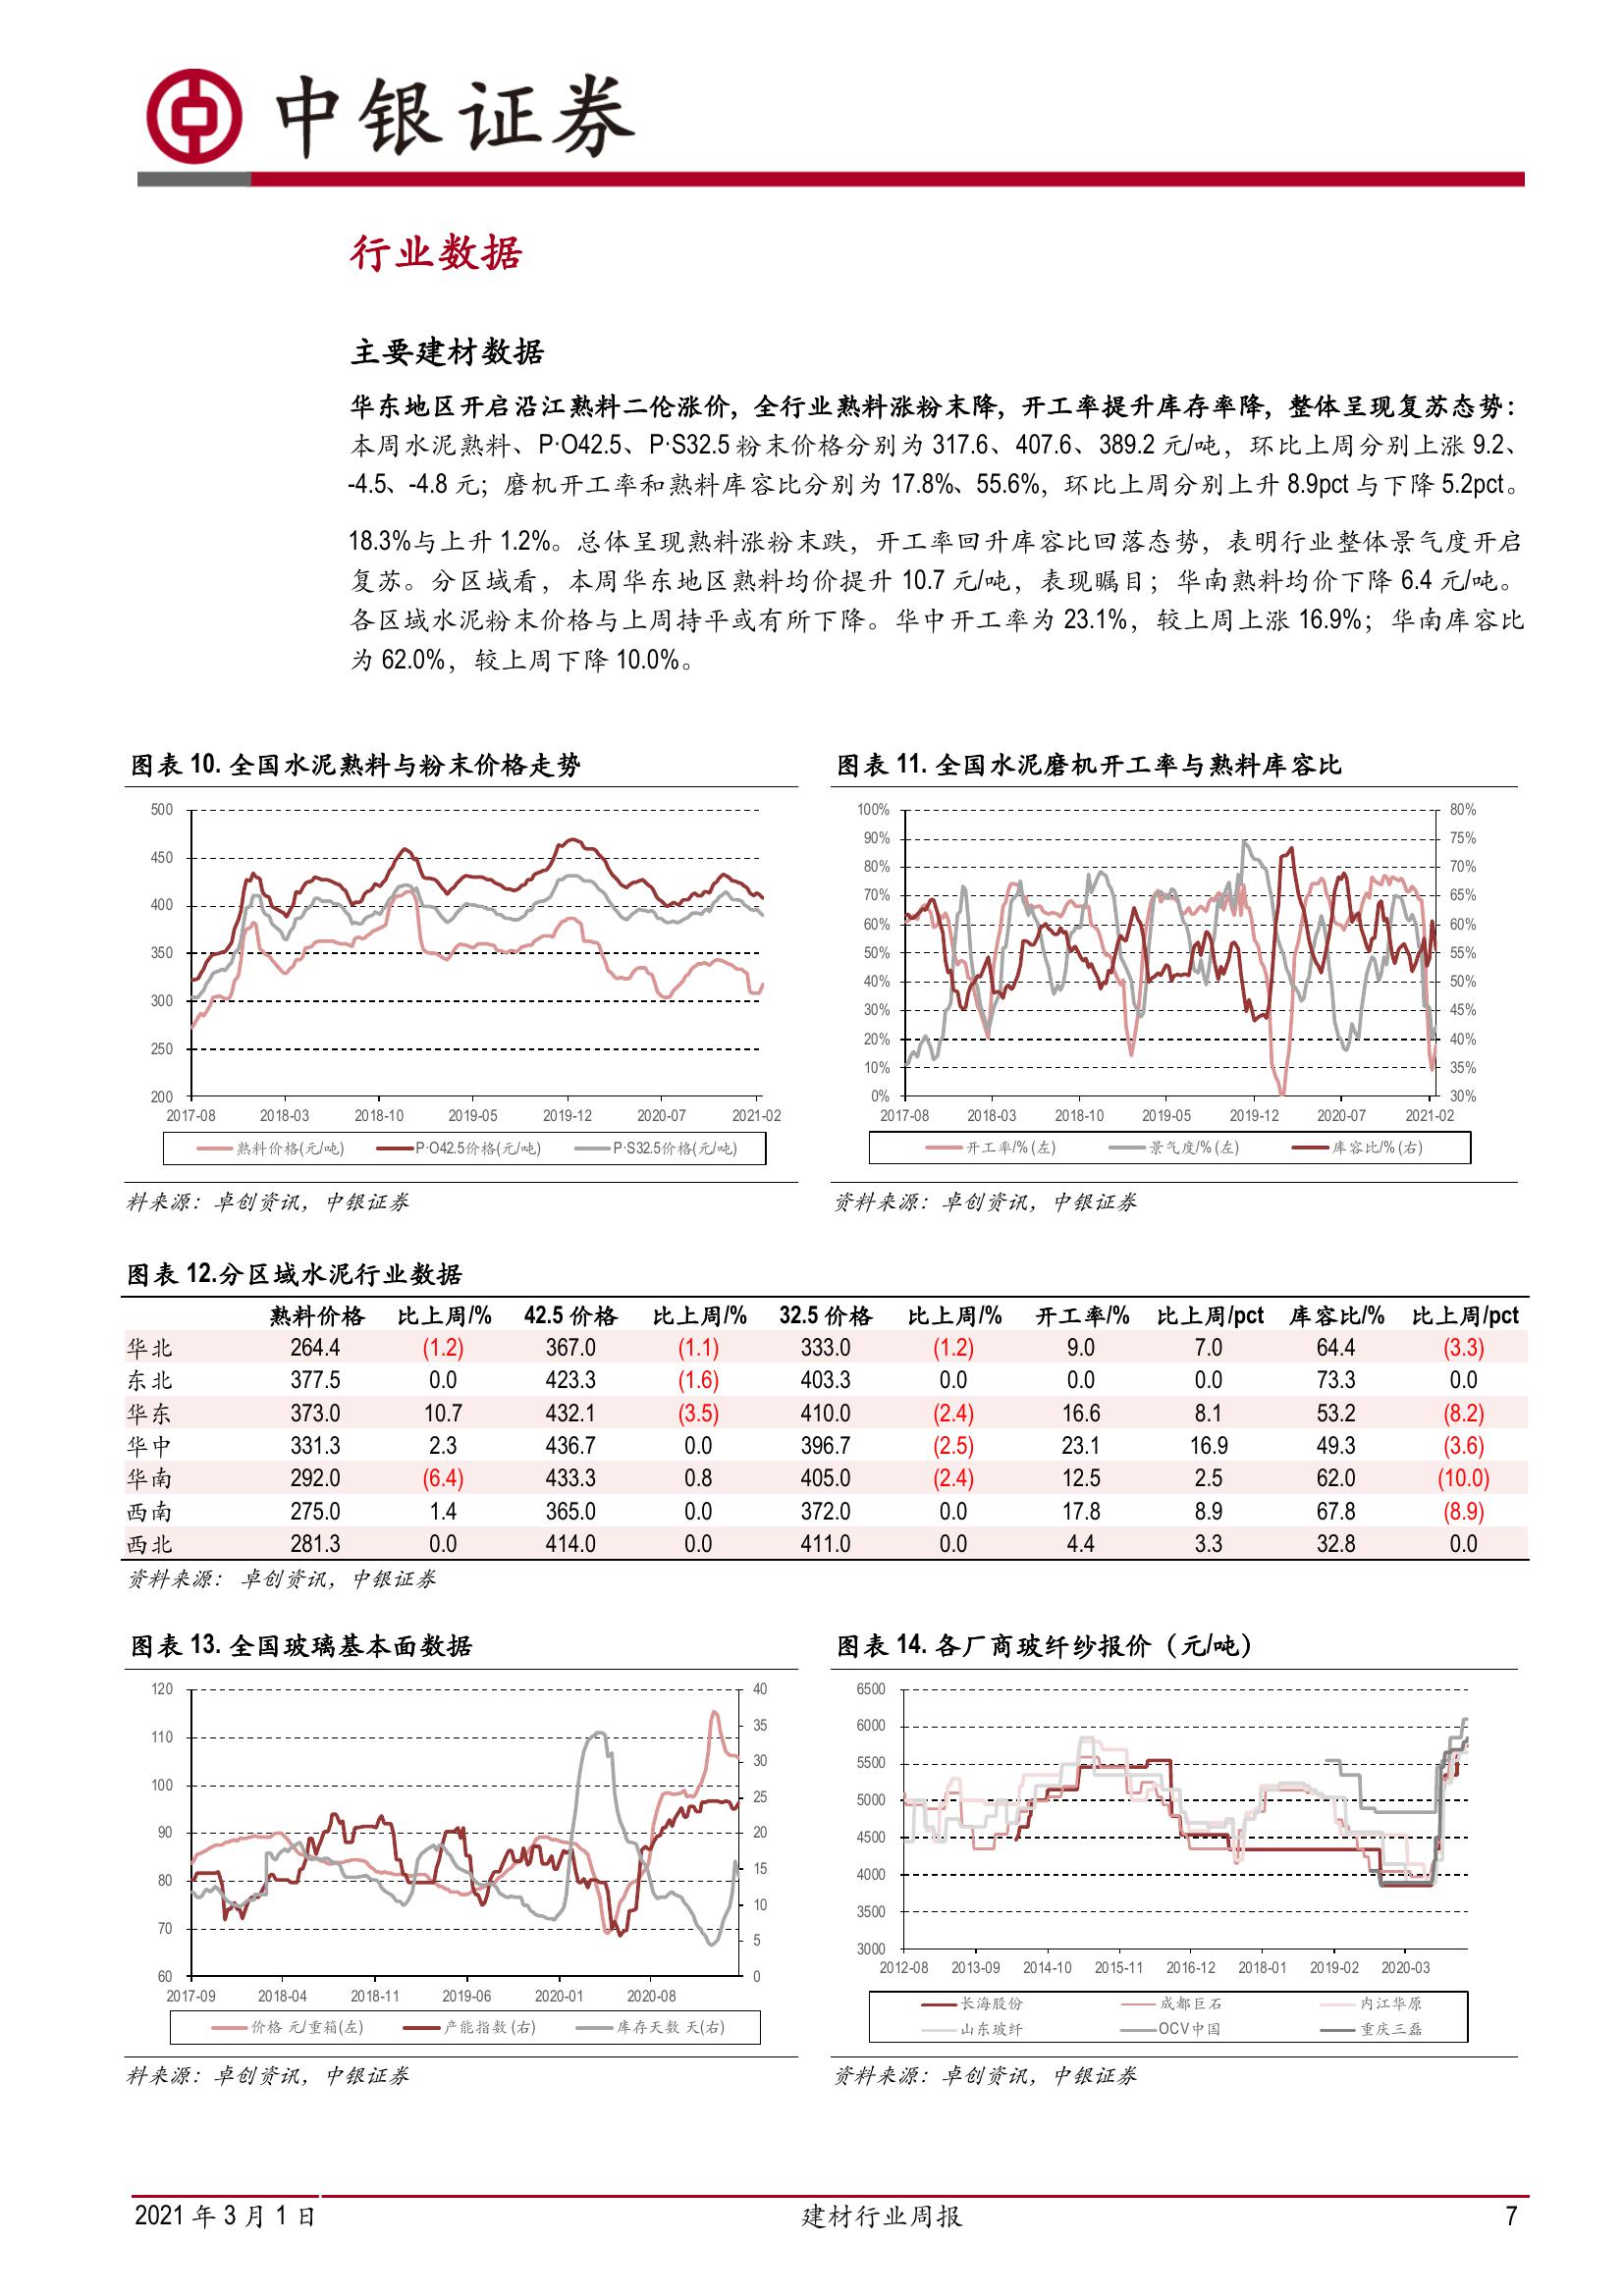 中银证券
行业数据
主要建材数据
华东地区开启沿江熟料二伦涨价，全行业熟料涨粉末降，开工率提升库存率降，整体呈现复苏态势：
本周水泥熟料、P·O42.5、P·S32.5 粉末价格分别为 317.6、407.6、389.2 元/吨，环比上周分别上涨 9.2、
-4.5、-4.8 元；磨机开工率和熟料库容比分别为 17.8%、55.6%，环比上周分别上升 8.9pct 与下降 5.2pct。
18.3%与上升 1.2%。总体呈现熟料涨粉末跌，开工率回升库容比回落态势，表明行业整体景气度开启
复苏。分区域看，本周华东地区熟料均价提升 10.7 元/吨，表现瞩目；华南熟料均价下降 6.4 元/吨。
各区域水泥粉末价格与上周持平或有所下降。华中开工率为 23.1%，较上周上涨 16.9%；华南库容比
为 62.0%，较上周下降 10.0%。
图表 10. 全国水泥熟料与粉末价格走势
500
450
400
350
300
250
200
2017-08 2018-03 2018-10 2019-05 2019-12 2020-07 2021-02
熟料价格(元/吨) P·O42.5价格(元/吨) P·S32.5价格(元/吨)
料来源：卓创资讯，中银证券
图表 11. 全国水泥磨机开工率与熟料库容比
100% 80%
90% 75%
80% 70%
70% 65%
60% 60%
50% 55%
40% 50%
30% 45%
20% 40%
10% 35%
0% 30%
2017-08 2018-03 2018-10 2019-05 2019-12 2020-07 2021-02
开工率/% (左) 景气度/% (左) 库容比/% (右)
资料来源：卓创资讯，中银证券
图表 12.分区域水泥行业数据
熟料价格 比上周/% 42.5 价格 比上周/% 32.5 价格 比上周/% 开工率/% 比上周/pct 库容比/% 比上周/pct
华北 264.4 (1.2) 367.0 (1.1) 333.0 (1.2) 9.0 7.0 64.4 (3.3)
东北 377.5 0.0 423.3 (1.6) 403.3 0.0 0.0 0.0 73.3 0.0
华东 373.0 10.7 432.1 (3.5) 410.0 (2.4) 16.6 8.1 53.2 (8.2)
华中 331.3 2.3 436.7 0.0 396.7 (2.5) 23.1 16.9 49.3 (3.6)
华南 292.0 (6.4) 433.3 0.8 405.0 (2.4) 12.5 2.5 62.0 (10.0)
西南 275.0 1.4 365.0 0.0 372.0 0.0 17.8 8.9 67.8 (8.9)
西北 281.3 0.0 414.0 0.0 411.0 0.0 4.4 3.3 32.8 0.0
资料来源： 卓创资讯，中银证券
图表 13. 全国玻璃基本面数据
120 40
110 35
100 30
90 25
80 20
70 15
60 10
5
0
2017-09 2018-04 2018-11 2019-06 2020-01 2020-08
价格 元/重箱(左) 产能指数 (右) 库存天数 天(右)
料来源：卓创资讯，中银证券
图表 14. 各厂商玻纤纱报价（元/吨）
6500
6000
5500
5000
4500
4000
3500
3000
2012-08 2013-09 2014-10 2015-11 2016-12 2018-01 2019-02 2020-03
长海股份 成都巨石 内江华原
山东玻纤 OCV中国 重庆三磊
资料来源：卓创资讯，中银证券
2021 年 3 月 1 日 建材行业周报 7